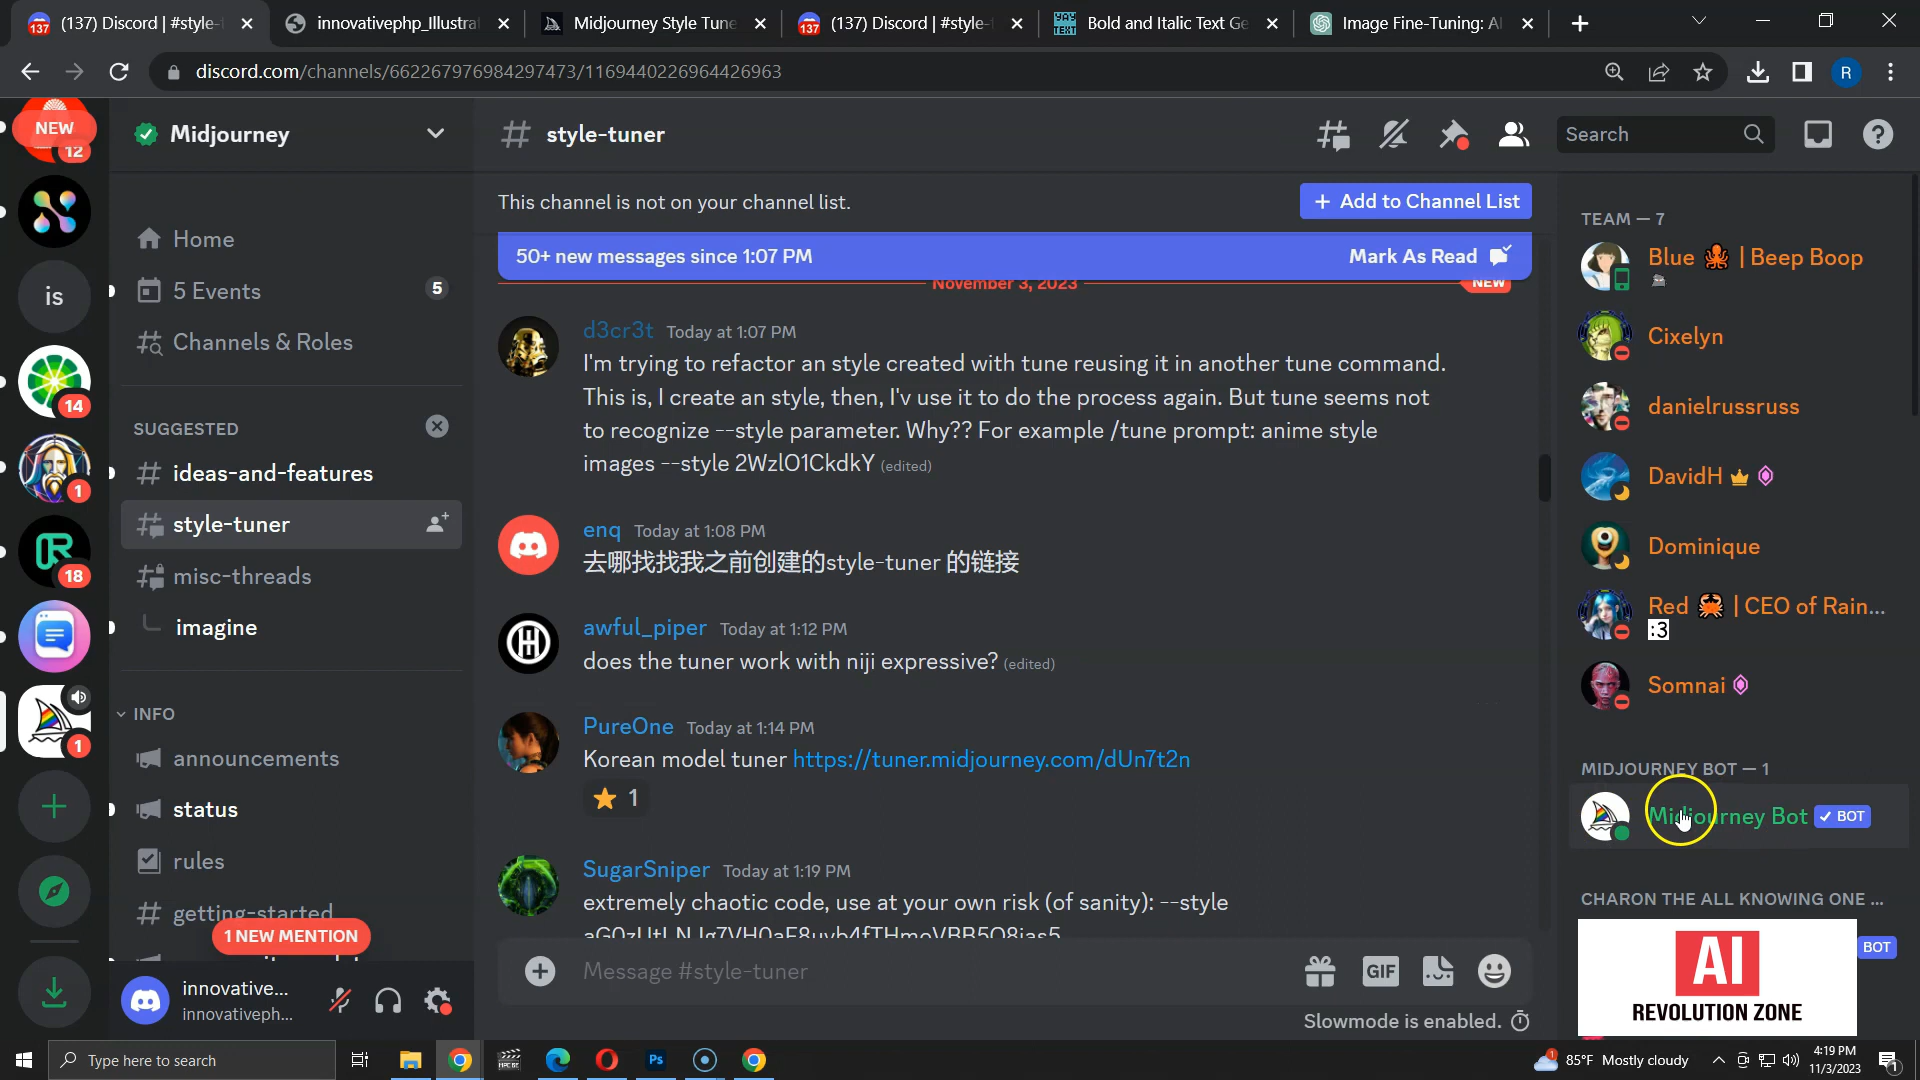 (137) Discord | #style-
innovativephp_Illustra
Midjourney Style Tune
(137) Discord | #style-
Bold and Italic Text Ge
Image Fine-Tuning: AI
discord.com/channels/662267976984297473/1169440226964426963
R
NEW
12
Midjourney
style-tuner
Search
This channel is not on your channel list.
+ Add to Channel List
50+ new messages since 1:07 PM
Mark As Read
November 3, 2023
NEW
Home
5 Events
5
Channels & Roles
SUGGESTED
ideas-and-features
style-tuner
misc-threads
imagine
INFO
announcements
status
rules
getting-started
1 NEW MENTION
is
14
1
18
1
innovative...
innovativeph...
d3cr3t Today at 1:07 PM
I'm trying to refactor an style created with tune reusing it in another tune command.
This is, I create an style, then, I'v use it to do the process again. But tune seems not
to recognize --style parameter. Why?? For example /tune prompt: anime style
images --style 2WzlO1CkdkY (edited)
enq Today at 1:08 PM
去哪找找我之前创建的style-tuner 的链接
awful_piper Today at 1:12 PM
does the tuner work with niji expressive? (edited)
PureOne Today at 1:14 PM
Korean model tuner https://tuner.midjourney.com/dUn7t2n
1
SugarSniper Today at 1:19 PM
extremely chaotic code, use at your own risk (of sanity): --style
Message #style-tuner
GIF
Slowmode is enabled.
TEAM — 7
Blue | Beep Boop
Cixelyn
danielrussruss
DavidH
Dominique
Red | CEO of Rain...
:3
Somnai
MIDJOURNEY BOT — 1
Midjourney Bot ✓ BOT
CHARON THE ALL KNOWING ONE ...
BOT
AI
REVOLUTION ZONE
Type here to search
Ps
85°F Mostly cloudy
4:19 PM
11/3/2023